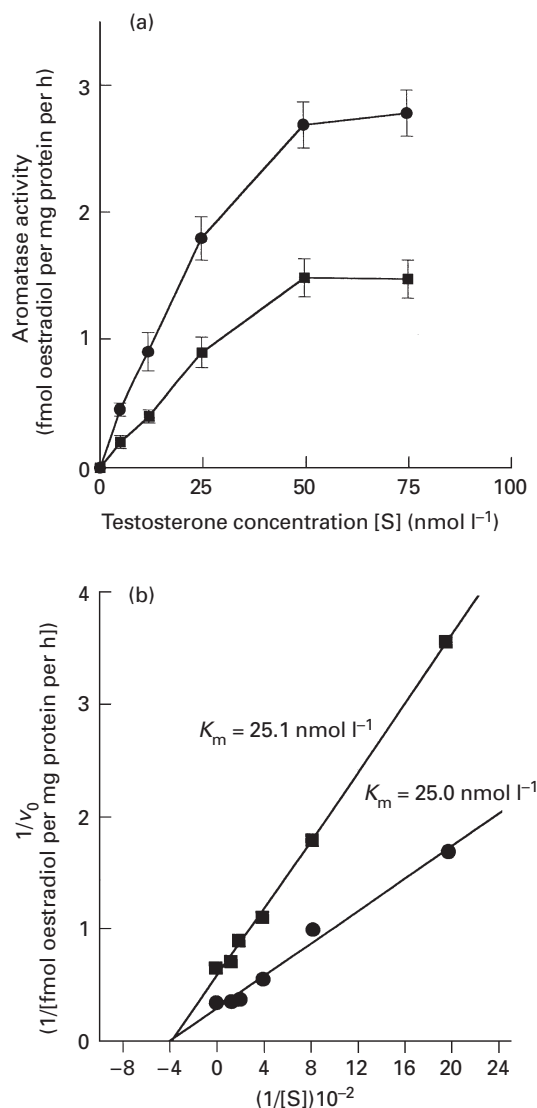 (a)
Aromatase activity
(fmol oestradiol per mg protein per h)
3
2
1
0
0 25 50 75 100
Testosterone concentration [S] (nmol l⁻¹)
(b)
1/v₀
(1/[fmol oestradiol per mg protein per h])
4
3
2
1
0
Kₘ = 25.1 nmol l⁻¹
Kₘ = 25.0 nmol l⁻¹
−8 −4 0 4 8 12 16 20 24
(1/[S])10⁻²